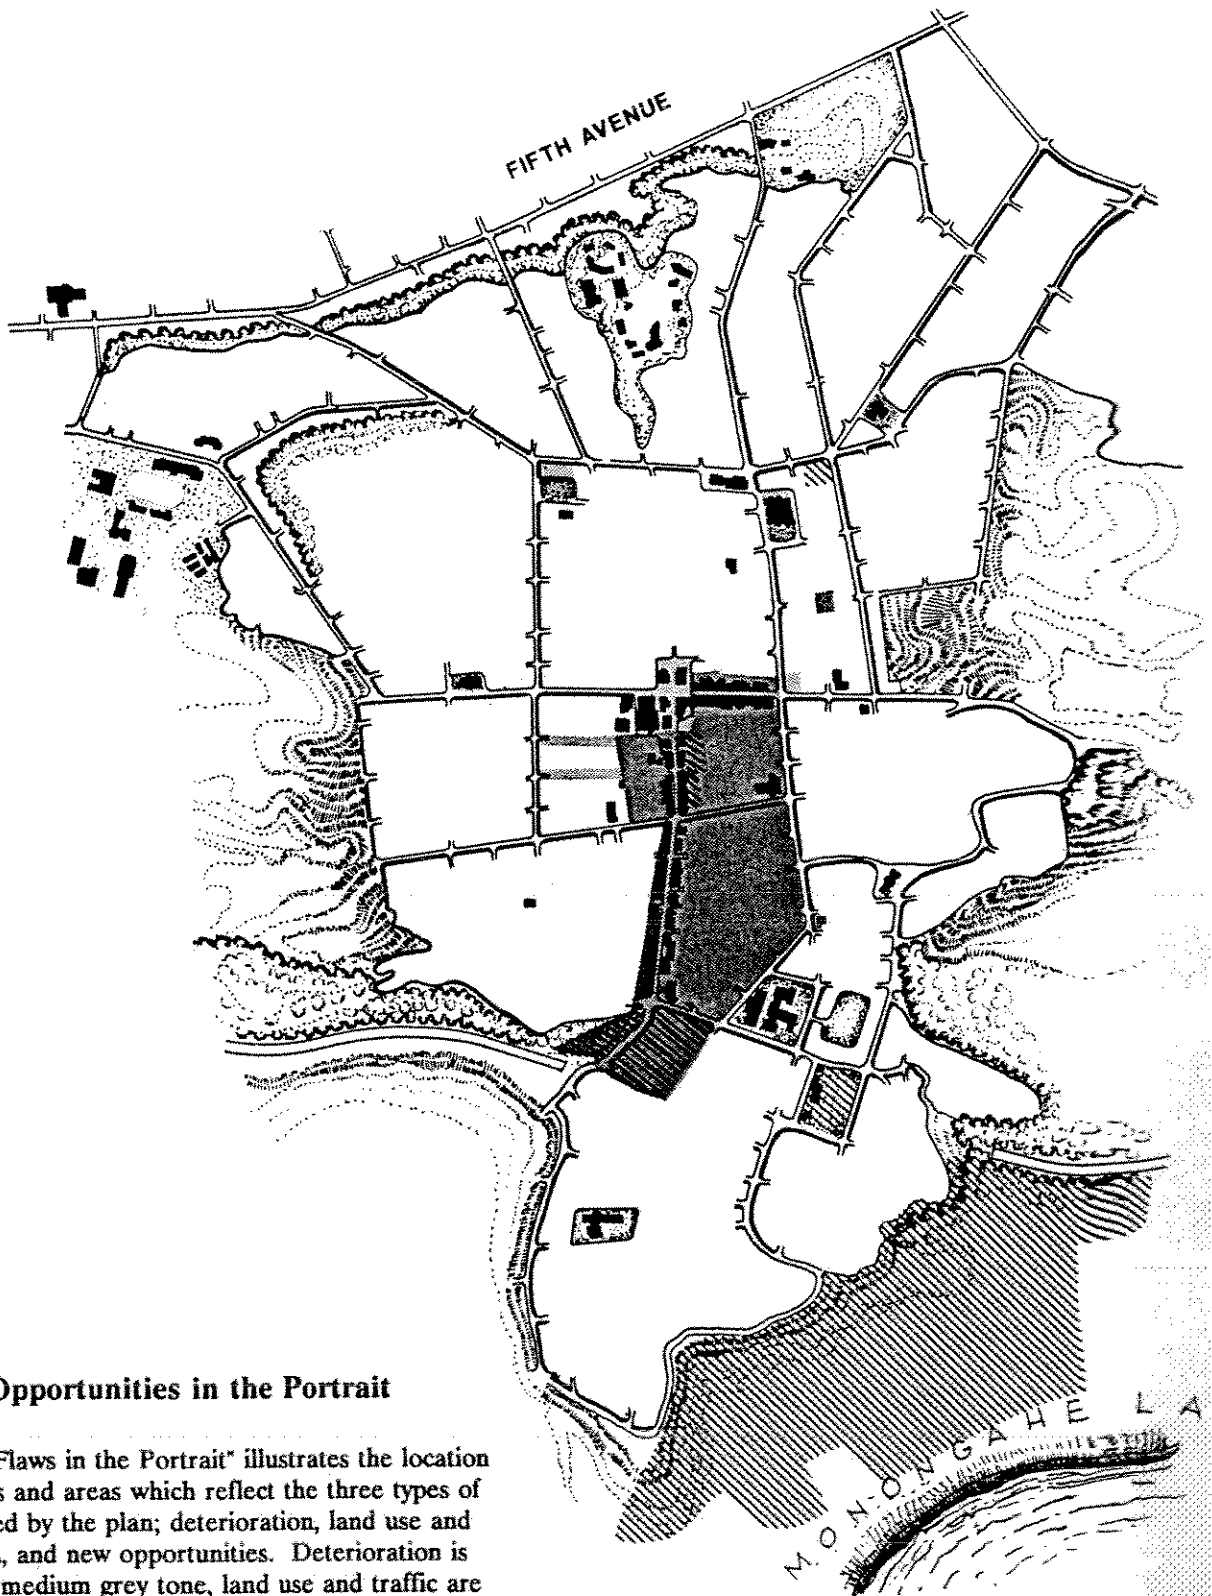 FIFTH AVENUE
MONONGAHE LA
Opportunities in the Portrait
Flaws in the Portrait" illustrates the location
and areas which reflect the three types of
by the plan; deterioration, land use and
, and new opportunities. Deterioration is
medium grey tone, land use and traffic are